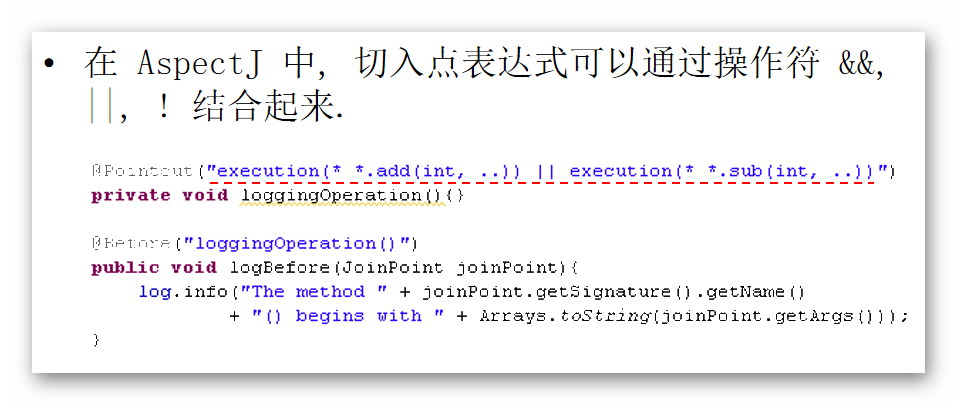 • 在 AspectJ 中, 切入点表达式可以通过操作符 &&,
||, ! 结合起来.
@Pointcut("execution(* *.add(int, ..)) || execution(* *.sub(int, ..))")
private void loggingOperation(){}
@Before("loggingOperation()")
public void logBefore(JoinPoint joinPoint){
log.info("The method " + joinPoint.getSignature().getName()
+ "() begins with " + Arrays.toString(joinPoint.getArgs()));
}